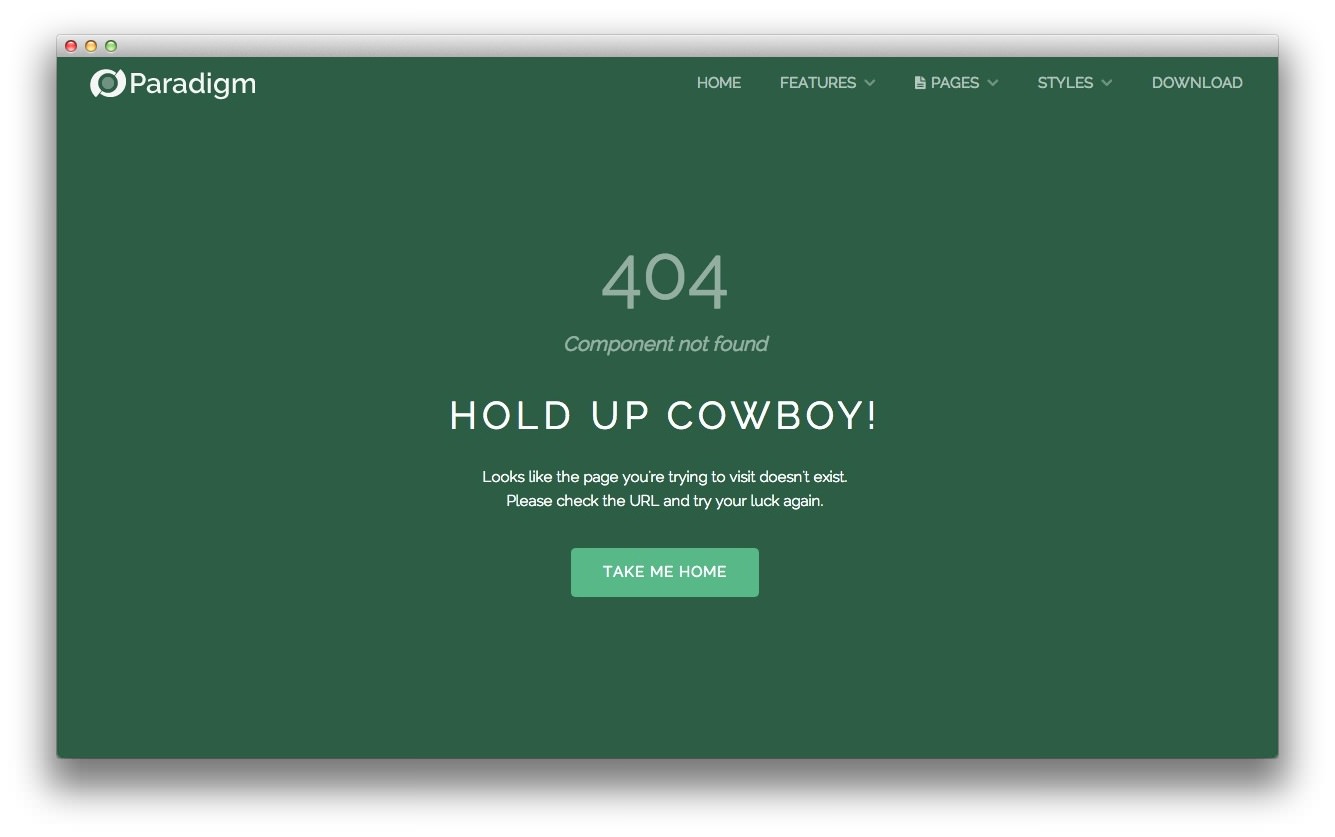 Paradigm
HOME FEATURES PAGES STYLES DOWNLOAD
404
Component not found
HOLD UP COWBOY!
Looks like the page you're trying to visit doesn't exist.
Please check the URL and try your luck again.
TAKE ME HOME